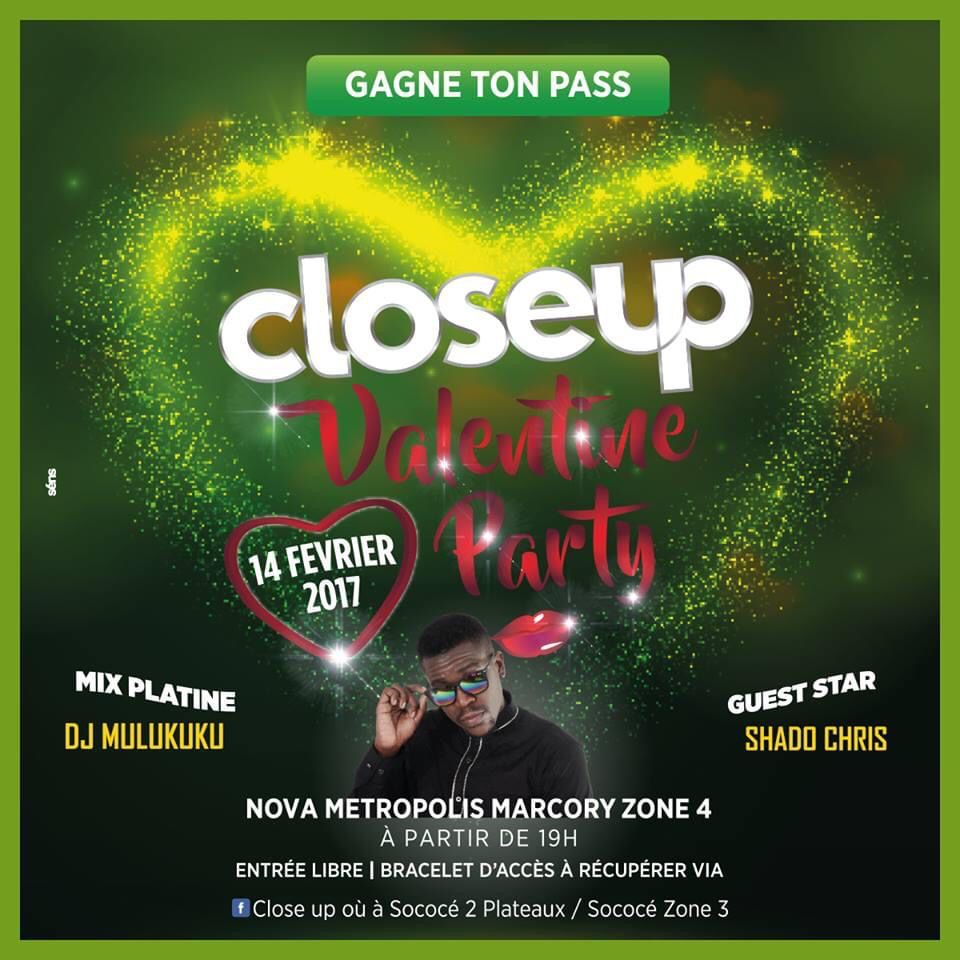 GAGNE TON PASS
closeup
Valentine
Party
14 FEVRIER
2017
séns
MIX PLATINE
DJ MULUKUKU
GUEST STAR
SHADO CHRIS
NOVA METROPOLIS MARCORY ZONE 4
À PARTIR DE 19H
ENTRÉE LIBRE | BRACELET D'ACCÈS À RÉCUPÉRER VIA
f Close up où à Sococé 2 Plateaux / Sococé Zone 3